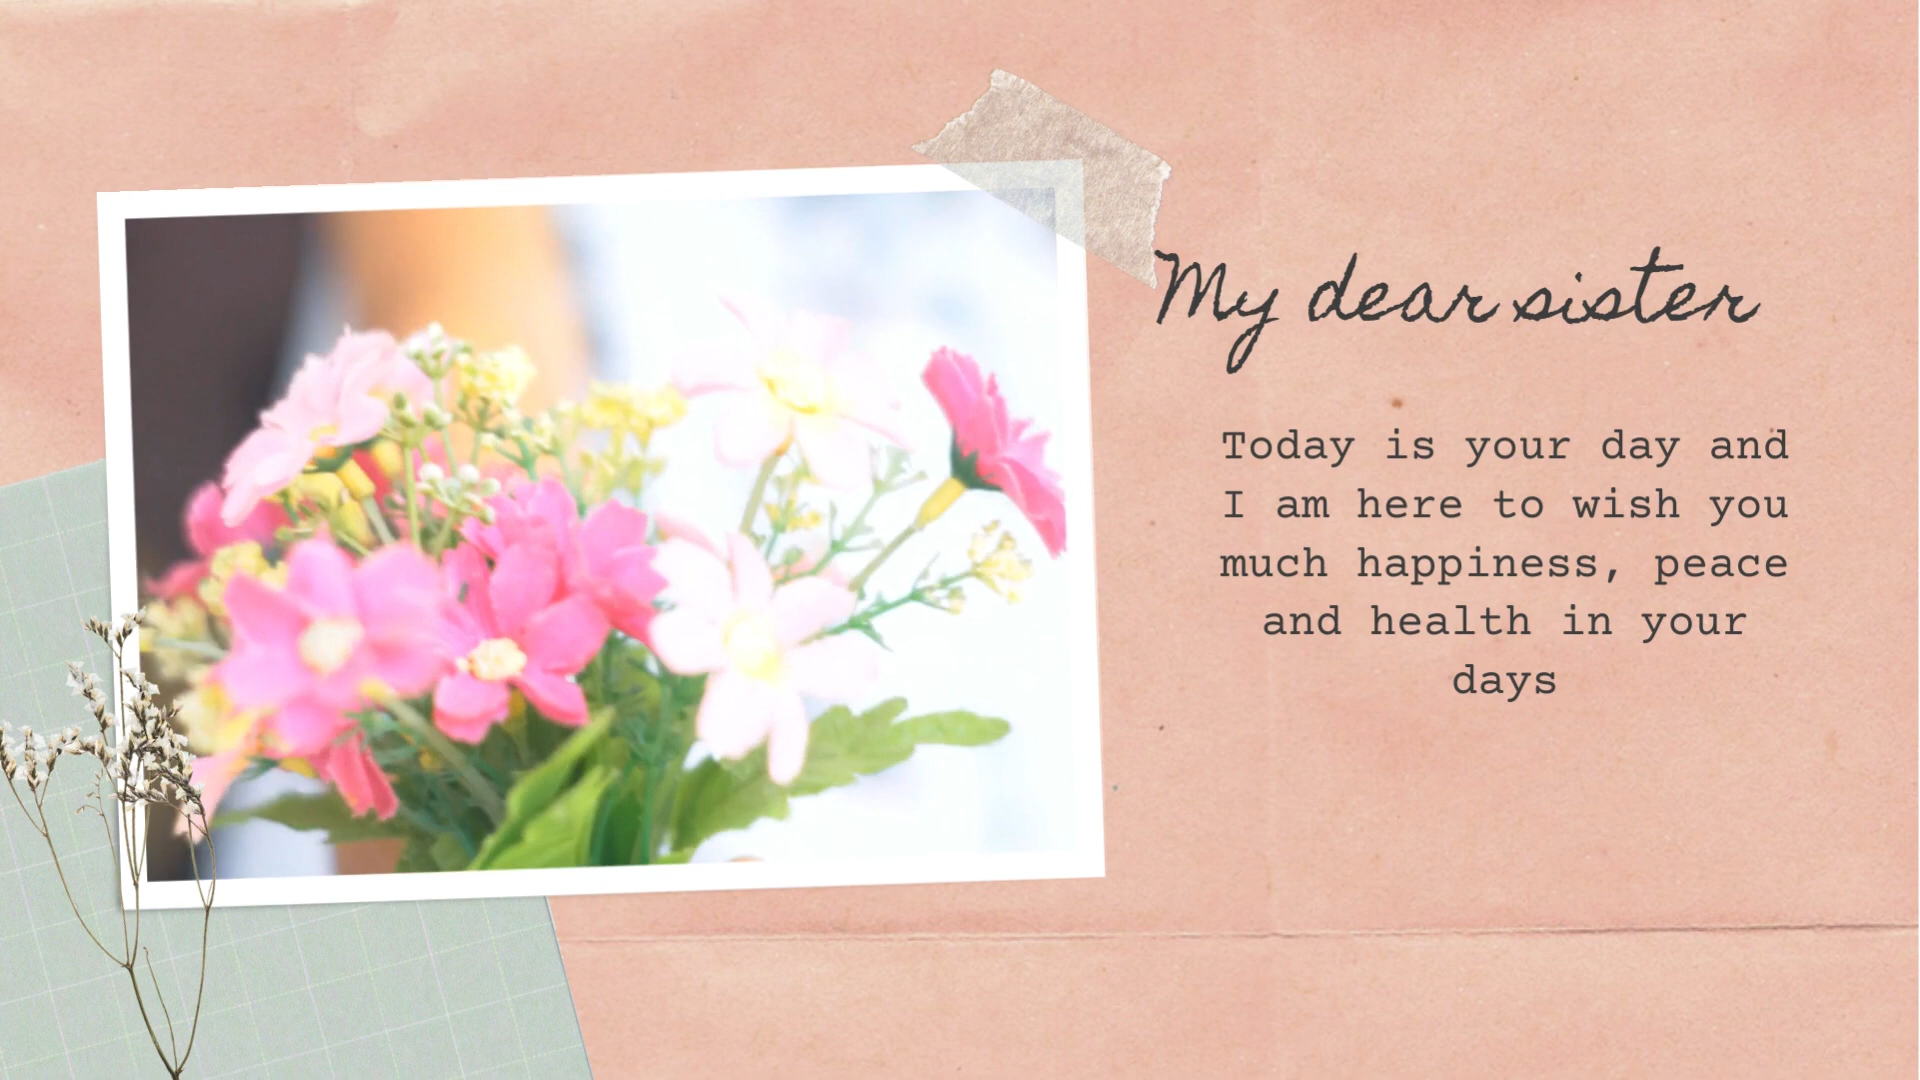 My dear sister
Today is your day and
I am here to wish you
much happiness, peace
and health in your
days